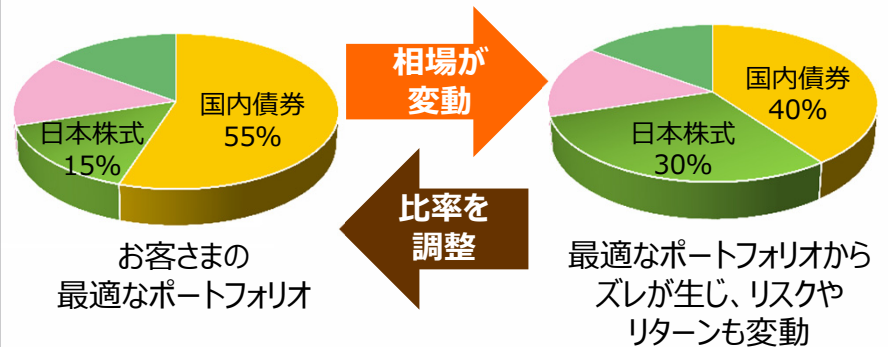 国内債券
55%
日本株式
15%
お客さまの
最適なポートフォリオ
相場が
変動
比率を
調整
国内債券
40%
日本株式
30%
最適なポートフォリオから
ズレが生じ、リスクや
リターンも変動